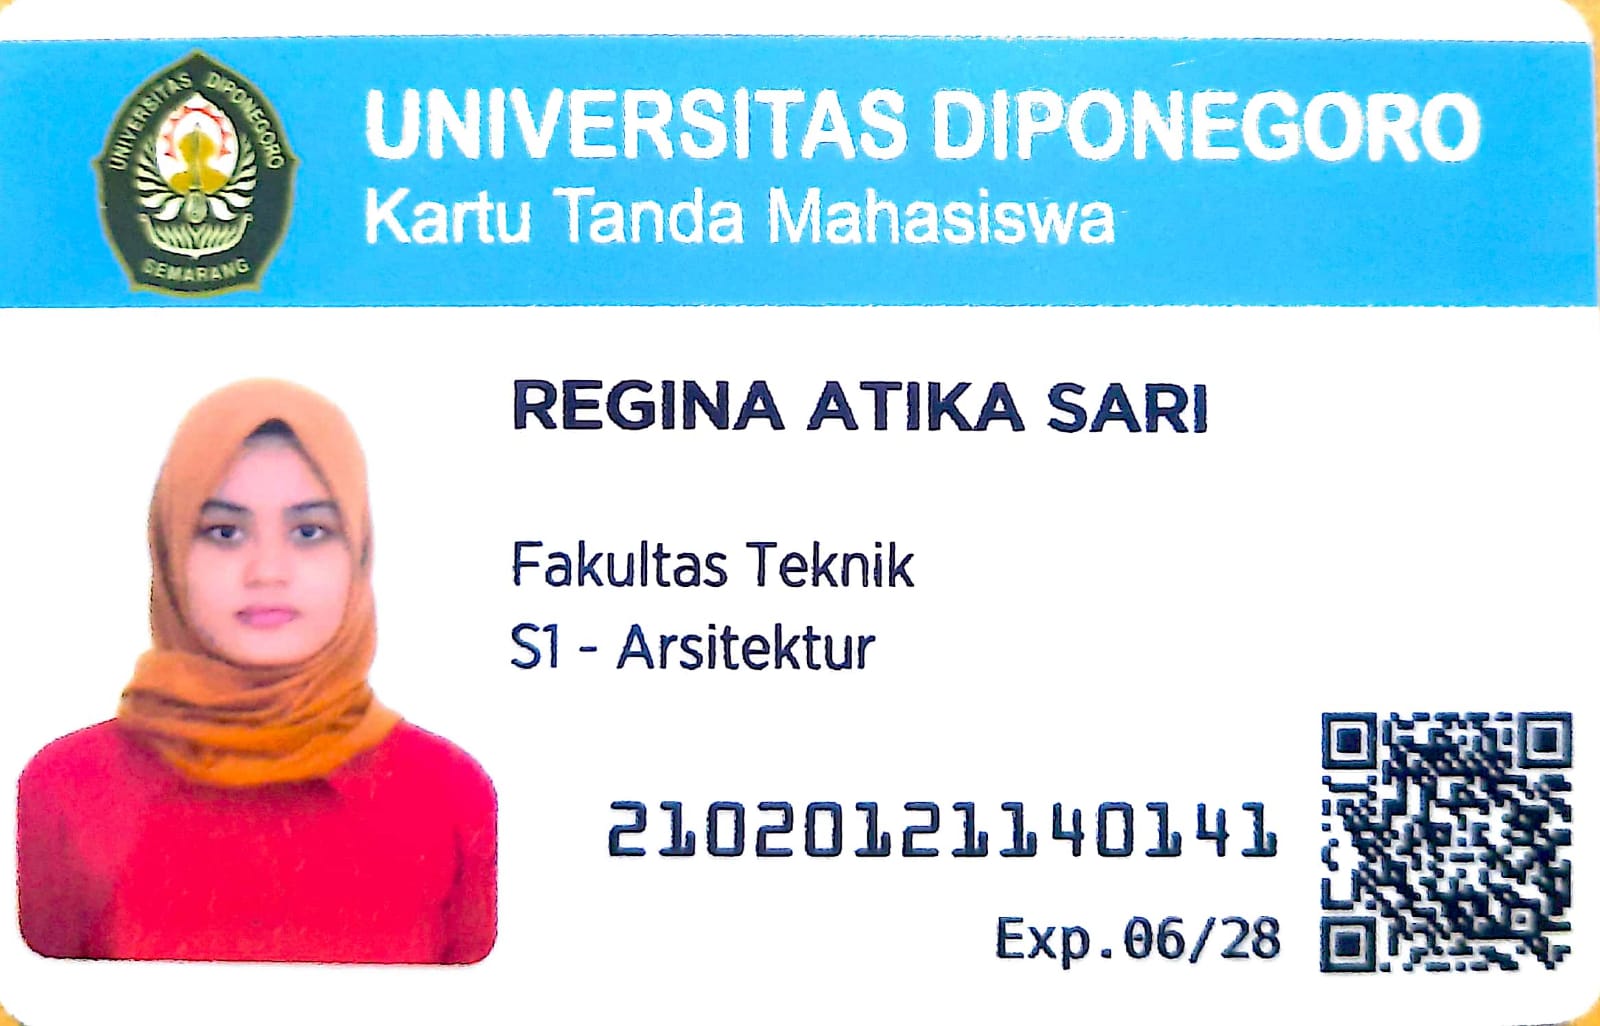 UNIVERSITAS DIPONEGORO
SEMARANG
UNIVERSITAS DIPONEGORO
Kartu Tanda Mahasiswa
REGINA ATIKA SARI
Fakultas Teknik
S1 - Arsitektur
21020121140141
Exp.06/28